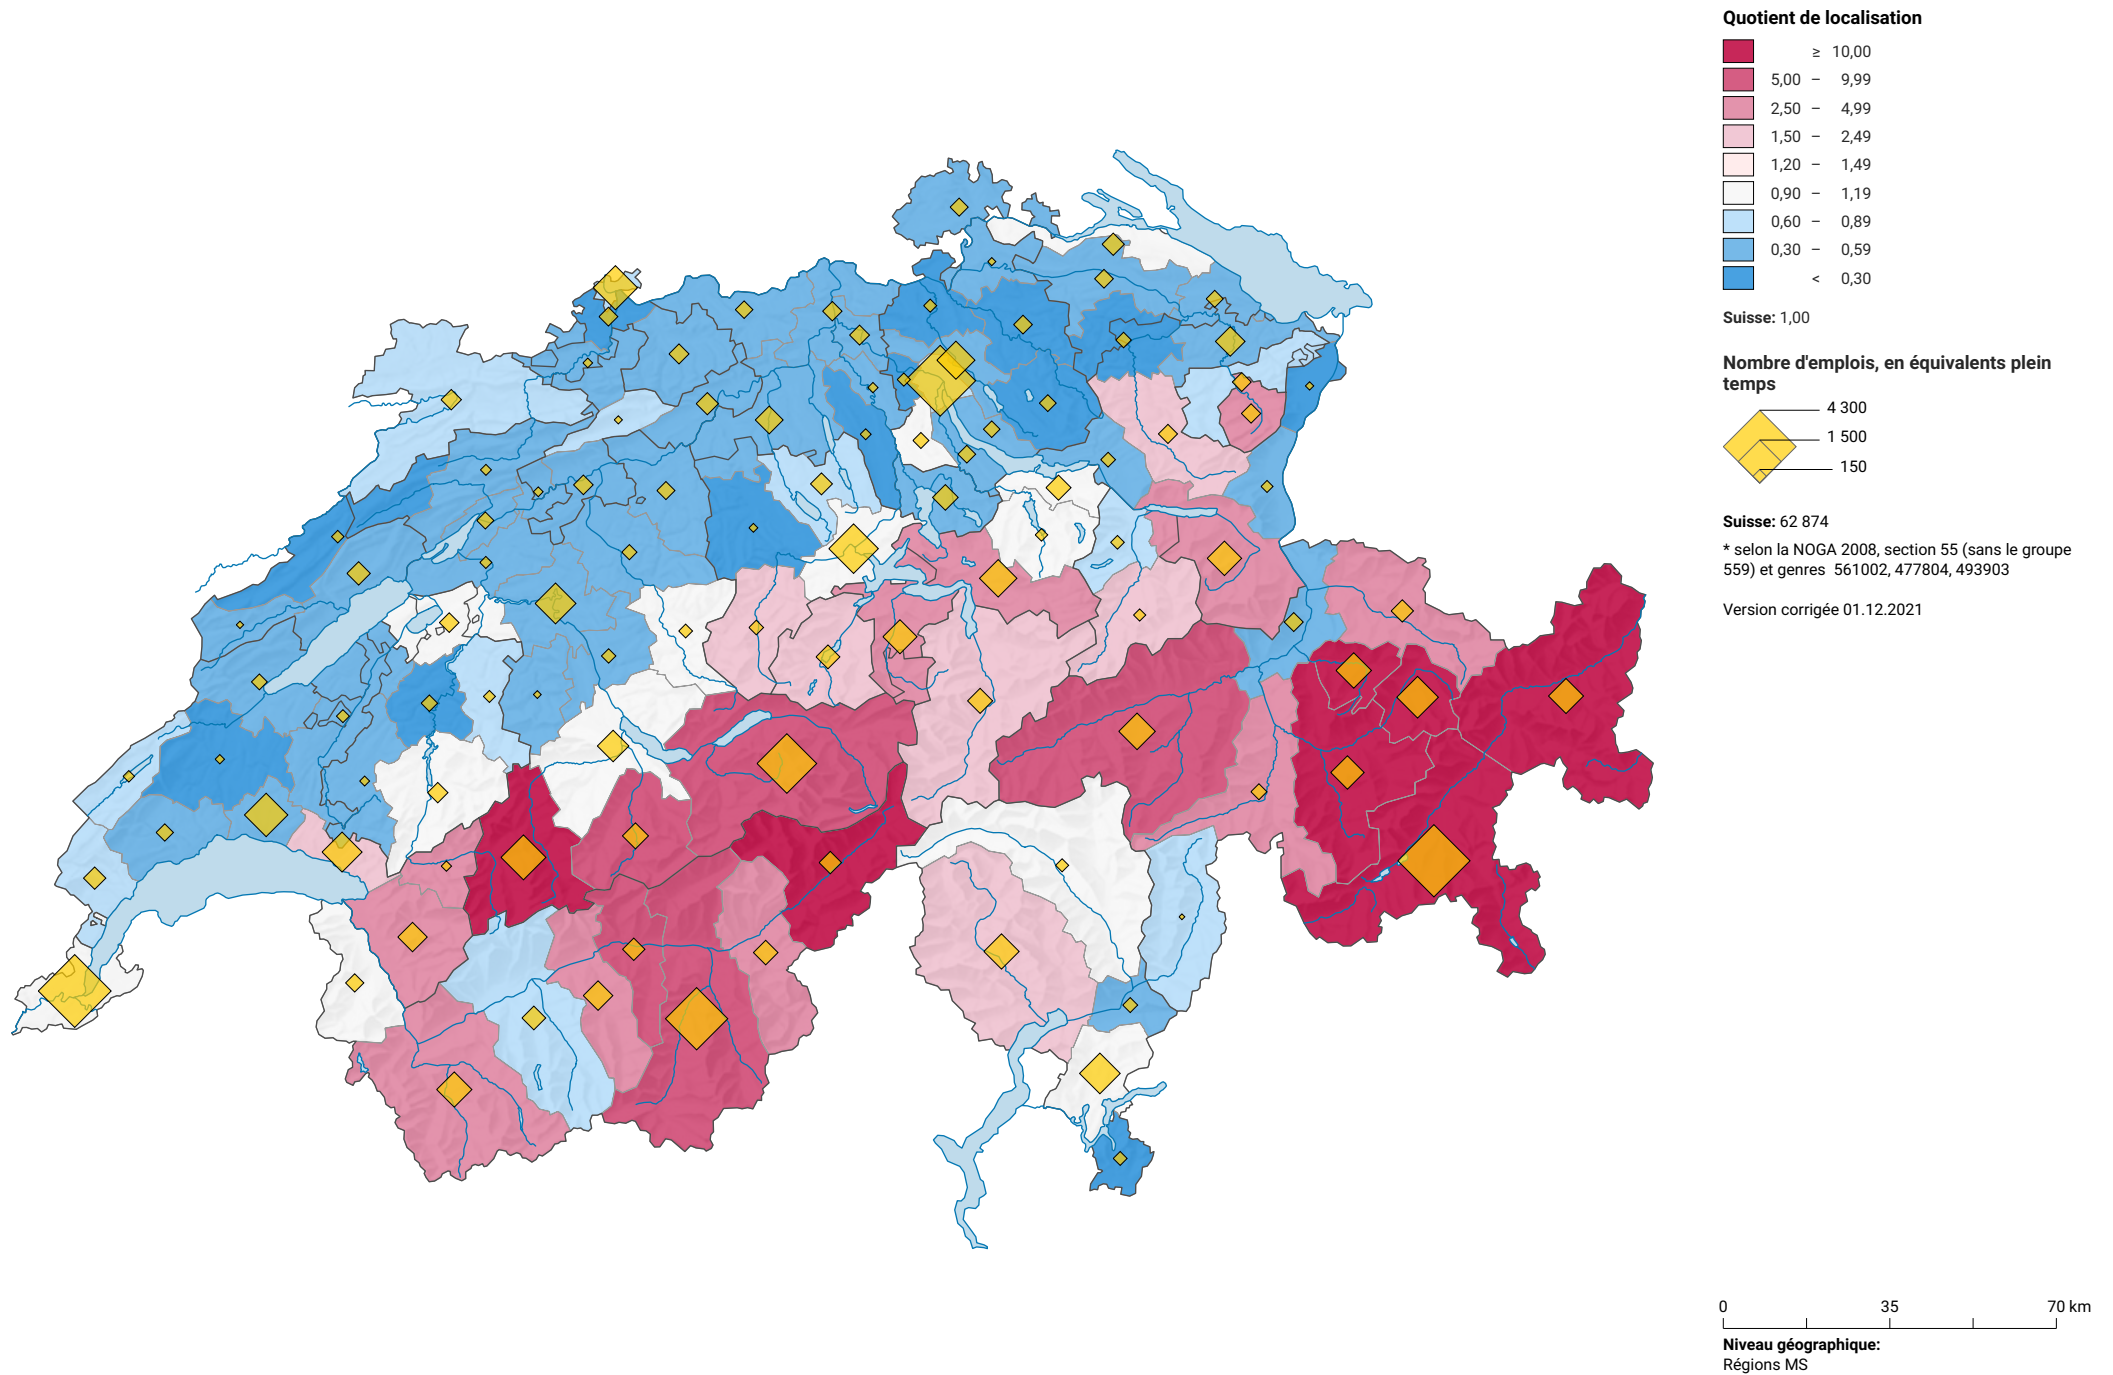 Quotient de localisation
≥ 10,00
5,00 – 9,99
2,50 – 4,99
1,50 – 2,49
1,20 – 1,49
0,90 – 1,19
0,60 – 0,89
0,30 – 0,59
< 0,30
Suisse: 1,00
Nombre d'emplois, en équivalents plein
temps
4 300
1 500
150
Suisse: 62 874
* selon la NOGA 2008, section 55 (sans le groupe
559) et genres 561002, 477804, 493903
Version corrigée 01.12.2021
0 35 70 km
Niveau géographique:
Régions MS